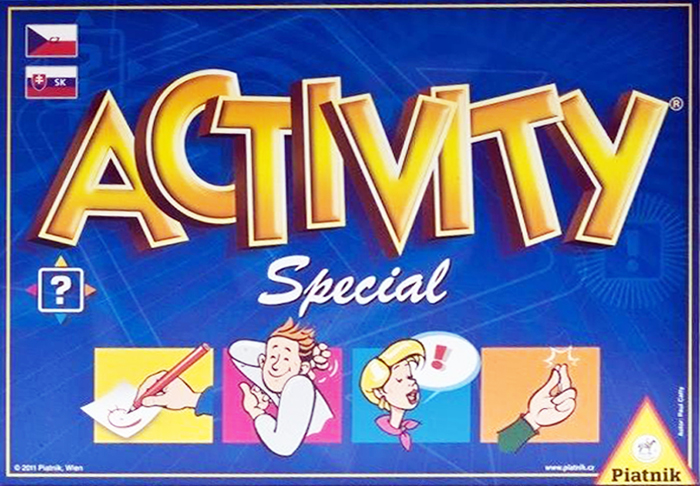 CZ
SK
ACTIVITY®
Special
?
!
© 2011 Piatnik, Wien
www.piatnik.cz
Autor: Paul Catty
Piatnik